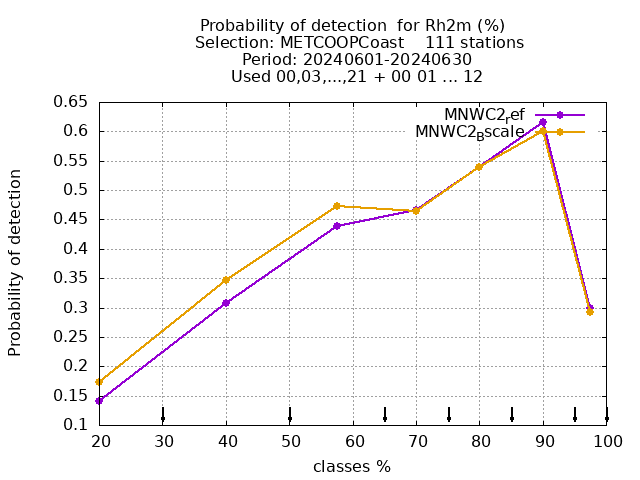 Probability of detection  for Rh2m (%)
Selection: METCOOPCoast    111 stations
Period: 20240601-20240630
Used 00,03,...,21 + 00 01 ... 12
MNWC2ref
MNWC2Bscale
Probability of detection
0.65
0.6
0.55
0.5
0.45
0.4
0.35
0.3
0.25
0.2
0.15
0.1
20 30 40 50 60 70 80 90 100
classes %